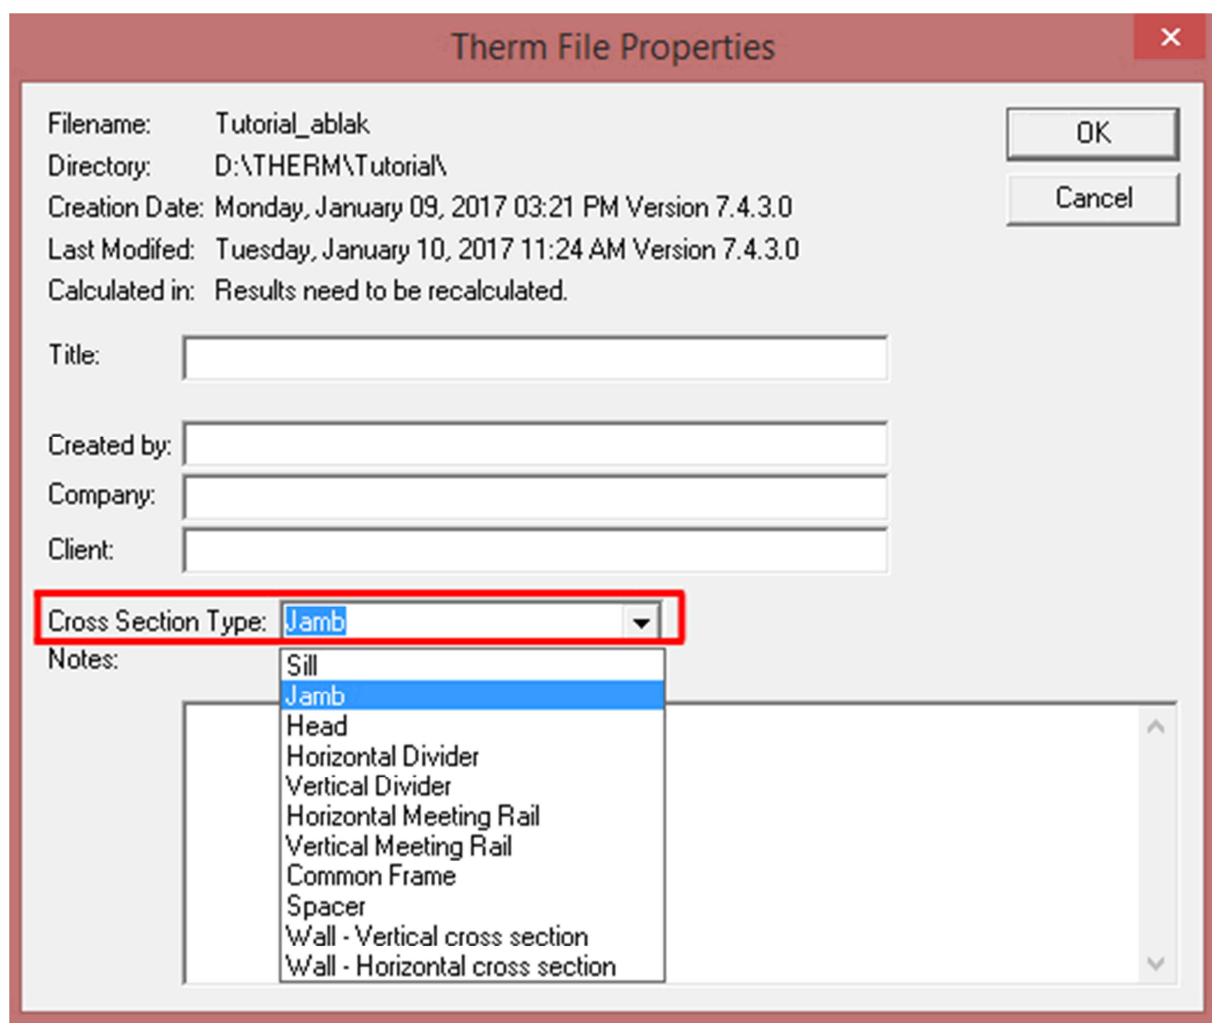 Therm File Properties
Filename: Tutorial_ablak
OK
Directory: D:\THERM\Tutorial\
Creation Date: Monday, January 09, 2017 03:21 PM Version 7.4.3.0
Cancel
Last Modifed: Tuesday, January 10, 2017 11:24 AM Version 7.4.3.0
Calculated in: Results need to be recalculated.
Title:
Created by:
Company:
Client:
Cross Section Type: Jamb
Notes:
Sill
Jamb
Head
Horizontal Divider
Vertical Divider
Horizontal Meeting Rail
Vertical Meeting Rail
Common Frame
Spacer
Wall - Vertical cross section
Wall - Horizontal cross section